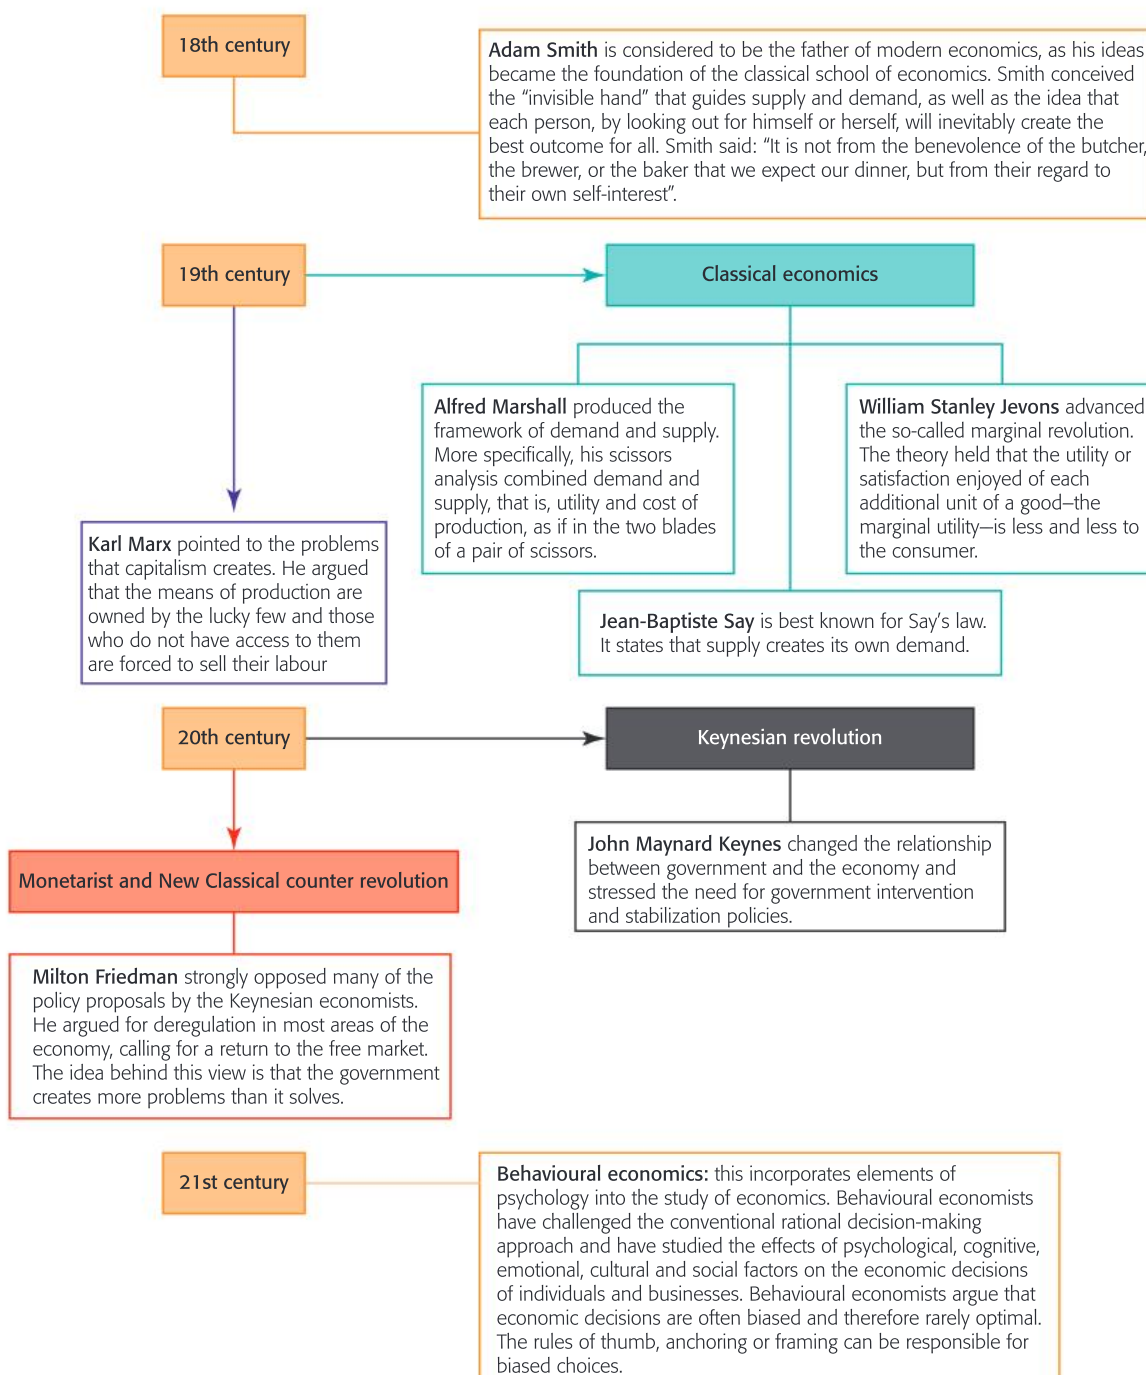 18th century
Adam Smith is considered to be the father of modern economics, as his ideas
became the foundation of the classical school of economics. Smith conceived
the “invisible hand” that guides supply and demand, as well as the idea that
each person, by looking out for himself or herself, will inevitably create the
best outcome for all. Smith said: “It is not from the benevolence of the butcher,
the brewer, or the baker that we expect our dinner, but from their regard to
their own self-interest”.
19th century
Classical economics
Alfred Marshall produced the
framework of demand and supply.
More specifically, his scissors
analysis combined demand and
supply, that is, utility and cost of
production, as if in the two blades
of a pair of scissors.
William Stanley Jevons advanced
the so-called marginal revolution.
The theory held that the utility or
satisfaction enjoyed of each
additional unit of a good–the
marginal utility—is less and less to
the consumer.
Karl Marx pointed to the problems
that capitalism creates. He argued
that the means of production are
owned by the lucky few and those
who do not have access to them
are forced to sell their labour
Jean-Baptiste Say is best known for Say’s law.
It states that supply creates its own demand.
20th century
Keynesian revolution
John Maynard Keynes changed the relationship
between government and the economy and
stressed the need for government intervention
and stabilization policies.
Monetarist and New Classical counter revolution
Milton Friedman strongly opposed many of the
policy proposals by the Keynesian economists.
He argued for deregulation in most areas of the
economy, calling for a return to the free market.
The idea behind this view is that the government
creates more problems than it solves.
21st century
Behavioural economics: this incorporates elements of
psychology into the study of economics. Behavioural economists
have challenged the conventional rational decision-making
approach and have studied the effects of psychological, cognitive,
emotional, cultural and social factors on the economic decisions
of individuals and businesses. Behavioural economists argue that
economic decisions are often biased and therefore rarely optimal.
The rules of thumb, anchoring or framing can be responsible for
biased choices.